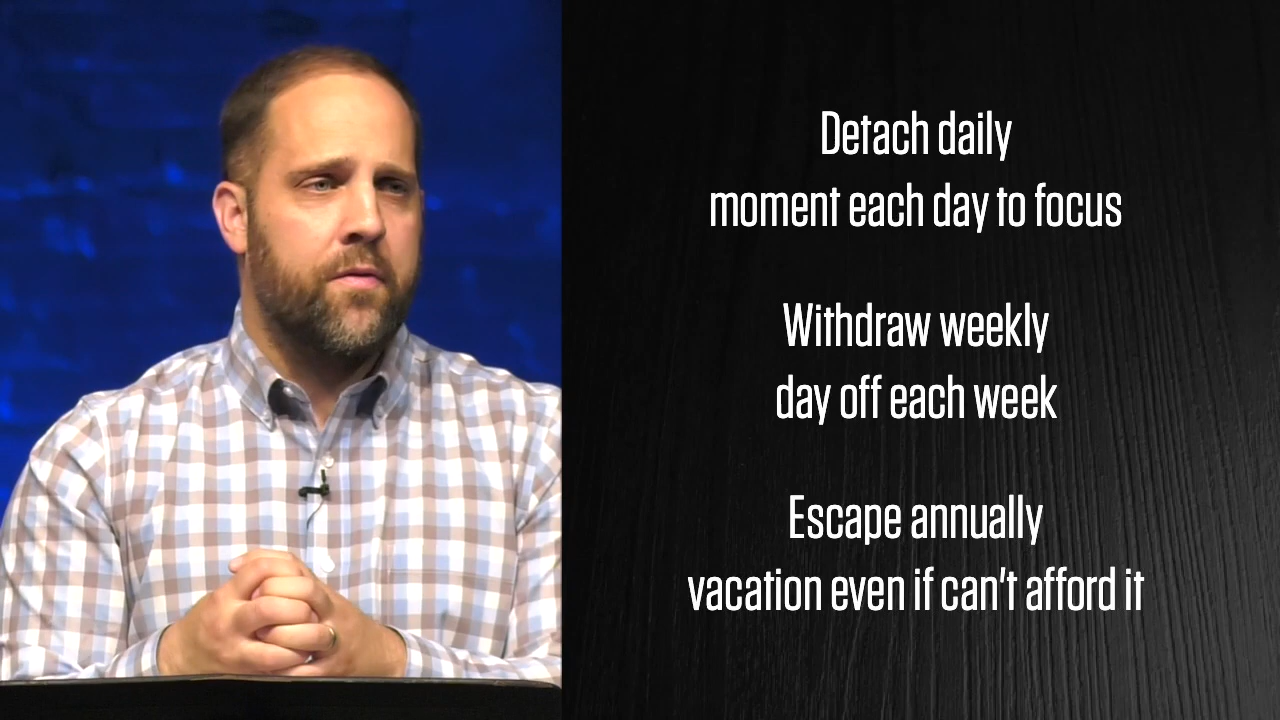 Detach daily
moment each day to focus
Withdraw weekly
day off each week
Escape annually
vacation even if can't afford it